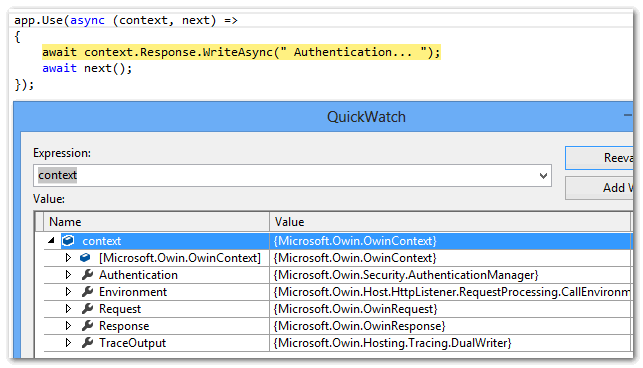 app.Use(async (context, next) =>
{
await context.Response.WriteAsync(" Authentication... ");
await next();
});
QuickWatch
Expression:
Reeva
context
Add W
Value:
Name Value
context {Microsoft.Owin.OwinContext}
[Microsoft.Owin.OwinContext] {Microsoft.Owin.OwinContext}
Authentication {Microsoft.Owin.Security.AuthenticationManager}
Environment {Microsoft.Owin.Host.HttpListener.RequestProcessing.CallEnvironm
Request {Microsoft.Owin.OwinRequest}
Response {Microsoft.Owin.OwinResponse}
TraceOutput {Microsoft.Owin.Hosting.Tracing.DualWriter}